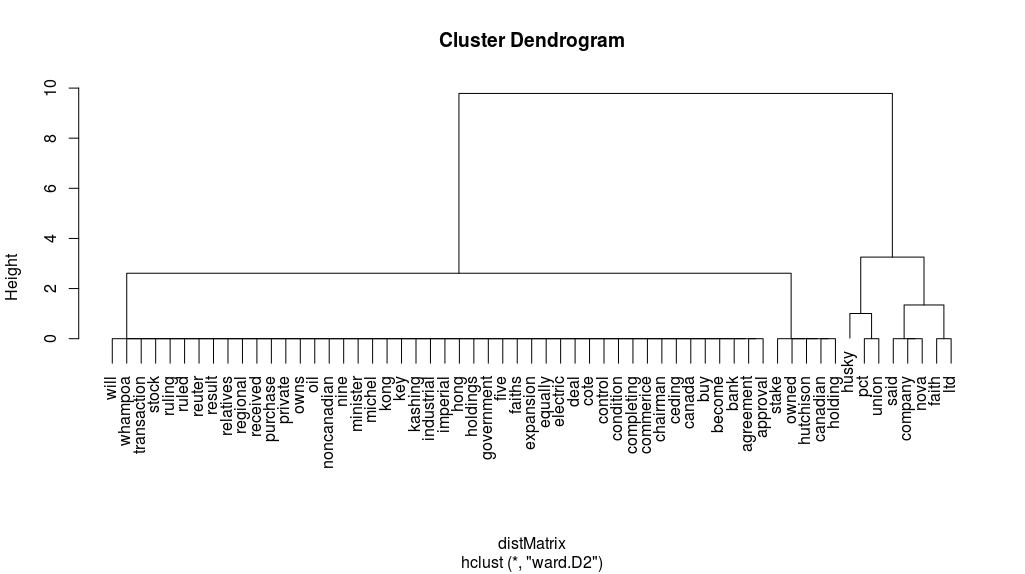 Cluster Dendrogram
Height
0
2
4
6
8
10
will
whampoa
transaction
stock
ruling
ruled
reuter
result
relatives
regional
received
purchase
private
owns
oil
noncanadian
nine
minister
michel
kong
key
kashing
industrial
imperial
hong
holdings
government
five
faiths
expansion
equally
electric
deal
cote
control
condition
completing
commerice
chairman
ceding
canada
buy
become
bank
agreement
approval
stake
owned
hutchison
canadian
holding
husky
pct
union
said
company
nova
faith
ltd
distMatrix
hclust (*, "ward.D2")